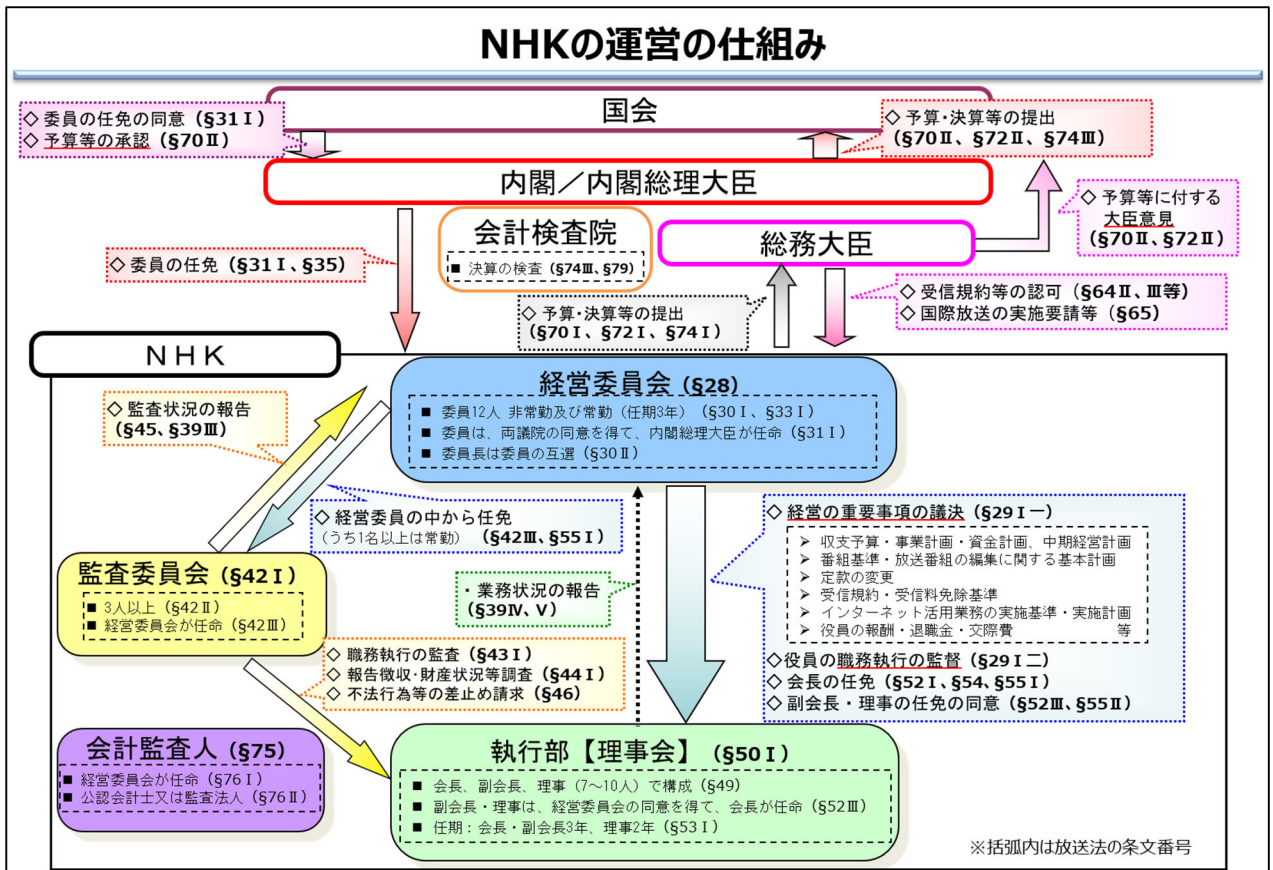 NHKの運営の仕組み
国会
◇ 委員の任免の同意（§31Ⅰ）
◇ 予算等の承認（§70Ⅱ）
◇ 予算・決算等の提出
（§70Ⅱ、§72Ⅱ、§74Ⅲ）
内閣／内閣総理大臣
◇ 予算等に付する
大臣意見
（§70Ⅱ、§72Ⅱ）
会計検査院
■ 決算の検査（§74Ⅲ、§79）
総務大臣
◇ 委員の任免（§31Ⅰ、§35）
◇ 予算・決算等の提出
（§70Ⅰ、§72Ⅰ、§74Ⅰ）
◇ 受信規約等の認可（§64Ⅱ、Ⅲ等）
◇ 国際放送の実施要請等（§65）
ＮＨＫ
経営委員会（§28）
■ 委員12人 非常勤及び常勤（任期3年）（§30Ⅰ、§33Ⅰ）
■ 委員は、両議院の同意を得て、内閣総理大臣が任命（§31Ⅰ）
■ 委員長は委員の互選（§30Ⅱ）
◇ 監査状況の報告
（§45、§39Ⅲ）
◇ 経営委員の中から任免
（うち1名以上は常勤）（§42Ⅲ、§55Ⅰ）
◇ 経営の重要事項の議決（§29Ⅰ一）
➢ 収支予算・事業計画・資金計画、中期経営計画
➢ 番組基準・放送番組の編集に関する基本計画
➢ 定款の変更
➢ 受信規約・受信料免除基準
➢ インターネット活用業務の実施基準・実施計画
➢ 役員の報酬・退職金・交際費 等
◇役員の職務執行の監督（§29Ⅰ二）
◇ 会長の任免（§52Ⅰ、§54、§55Ⅰ）
◇ 副会長・理事の任免の同意（§52Ⅲ、§55Ⅱ）
監査委員会（§42Ⅰ）
■ 3人以上（§42Ⅱ）
■ 経営委員会が任命（§42Ⅲ）
・業務状況の報告
（§39Ⅳ、Ⅴ）
◇ 職務執行の監査（§43Ⅰ）
◇ 報告徴収・財産状況等調査（§44Ⅰ）
◇ 不法行為等の差止め請求（§46）
会計監査人（§75）
■ 経営委員会が任命（§76Ⅰ）
■ 公認会計士又は監査法人（§76Ⅱ）
執行部【理事会】（§50Ⅰ）
■ 会長、副会長、理事（7～10人）で構成（§49）
■ 副会長・理事は、経営委員会の同意を得て、会長が任命（§52Ⅲ）
■ 任期：会長・副会長3年、理事2年（§53Ⅰ）
※括弧内は放送法の条文番号